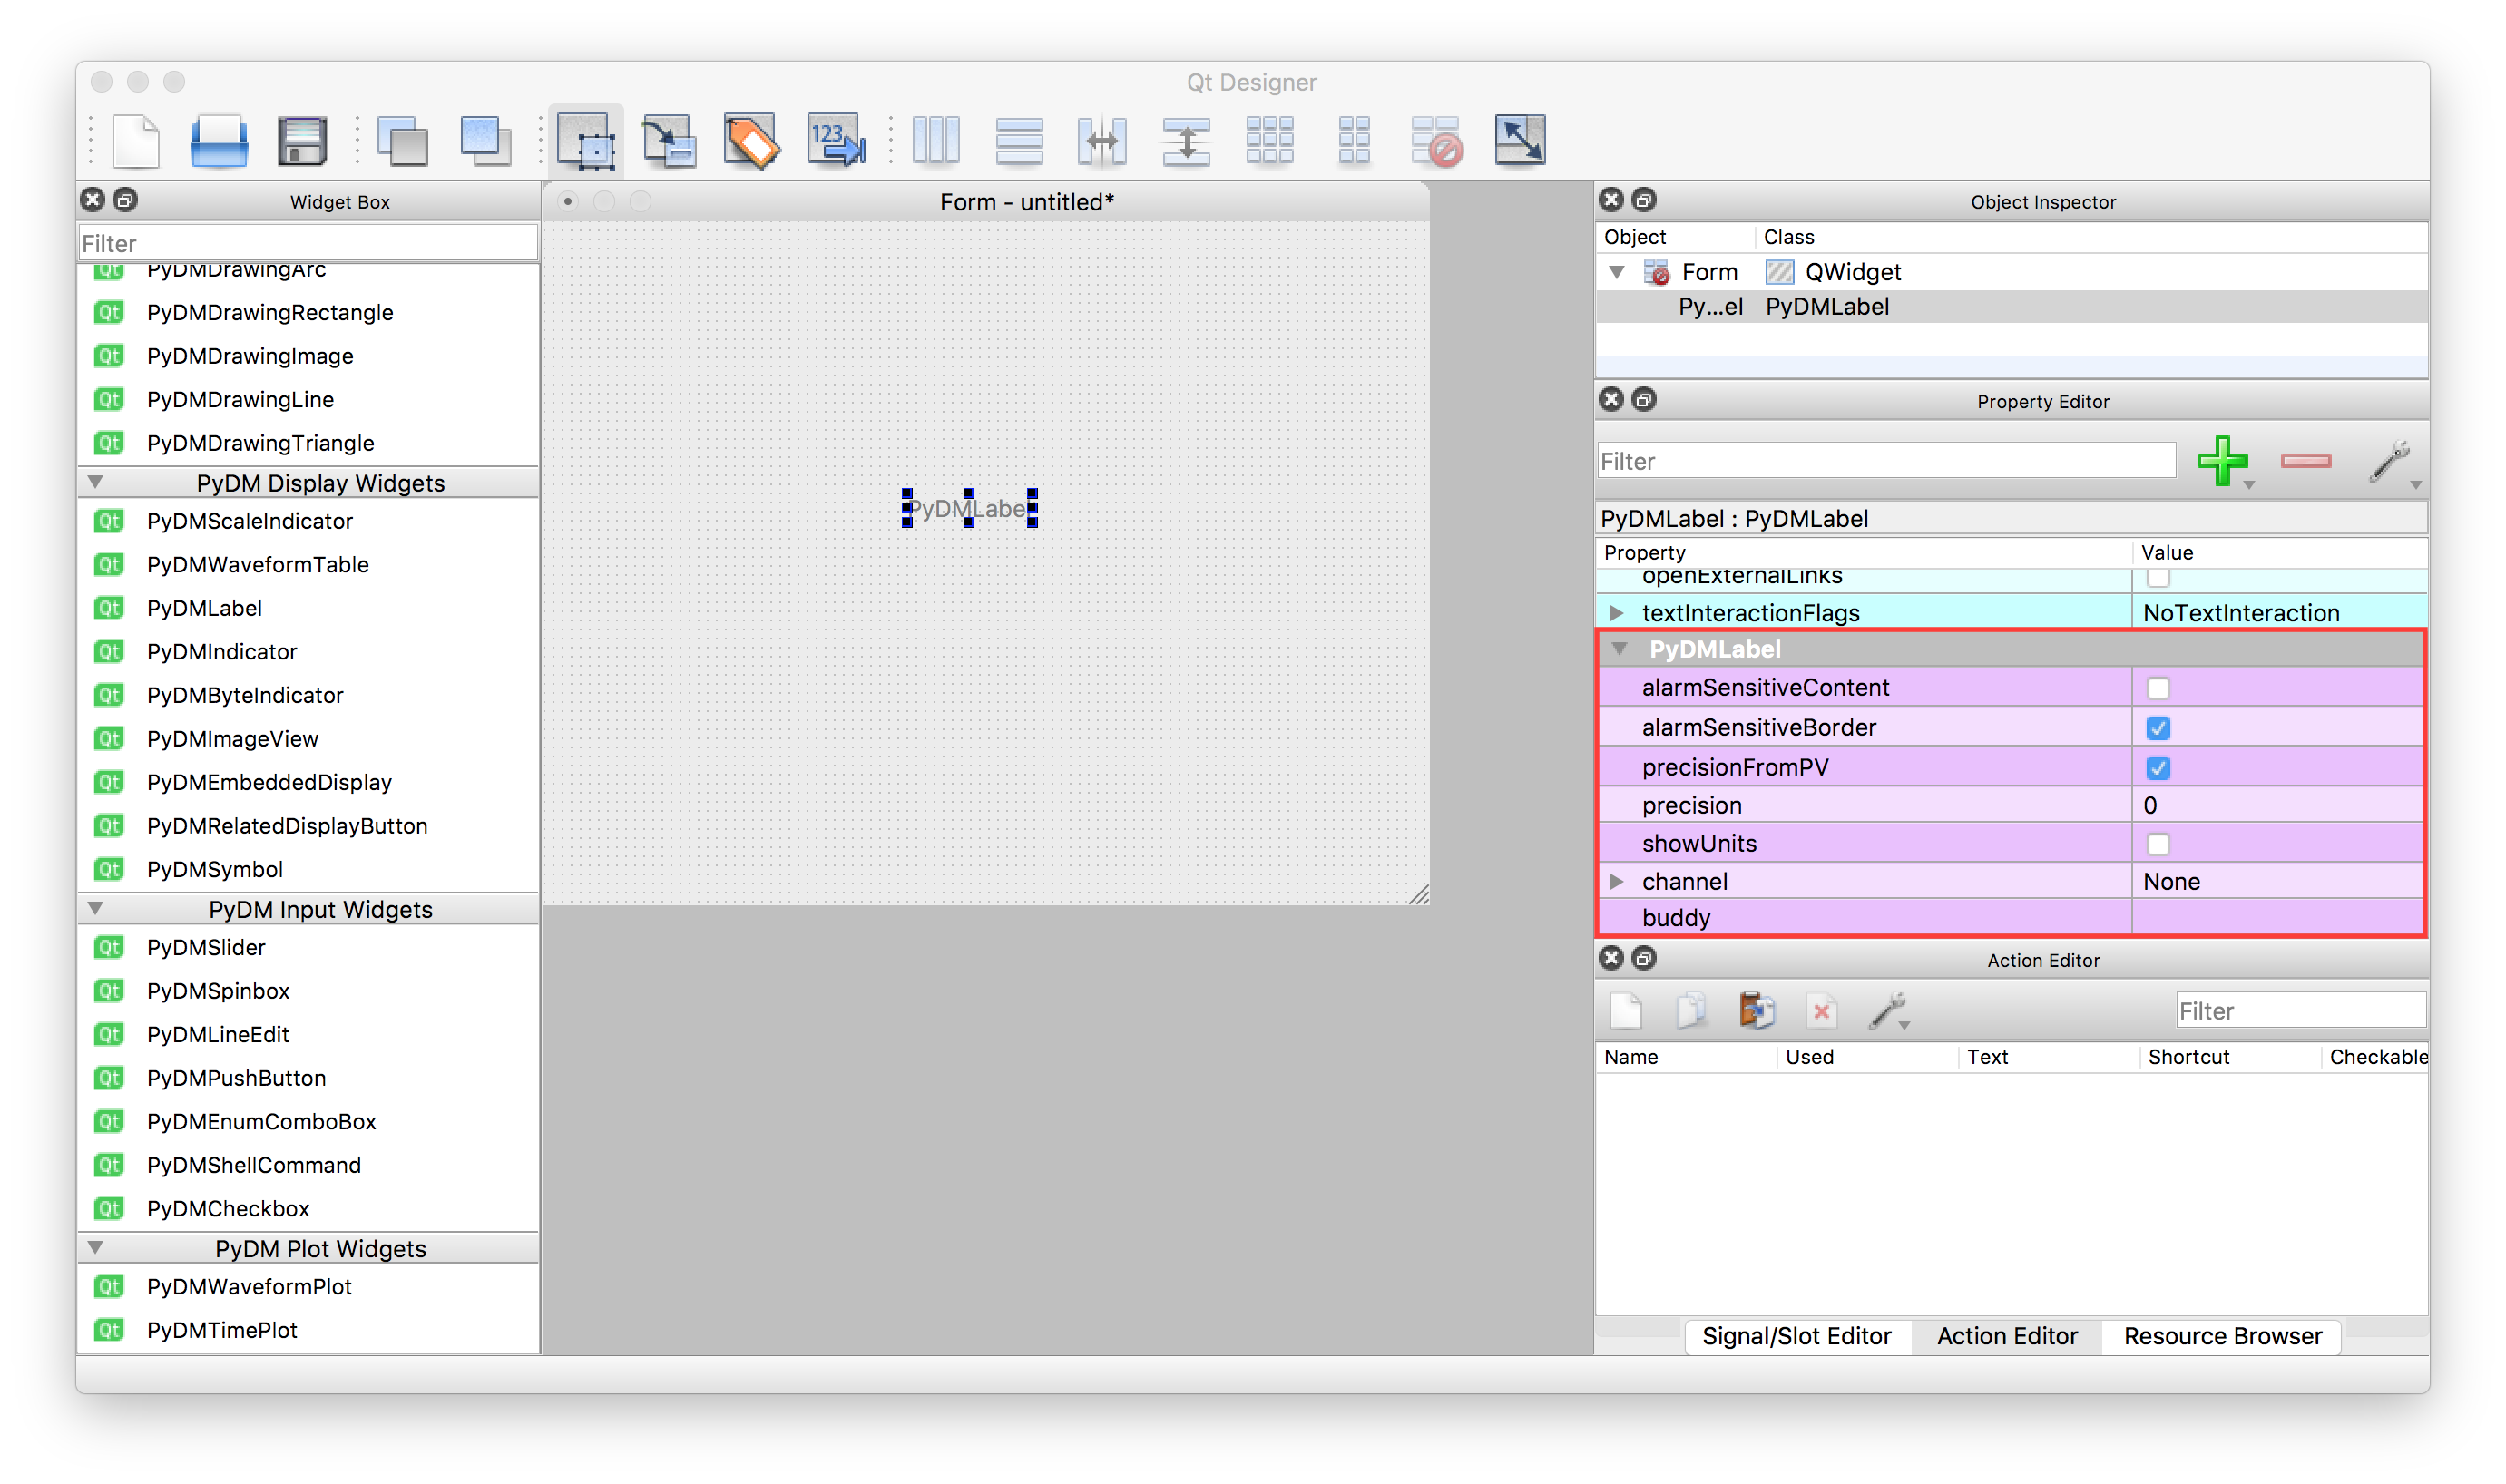 Qt Designer
123
Widget Box
Filter
PyDMDrawingArc
PyDMDrawingRectangle
PyDMDrawingImage
PyDMDrawingLine
PyDMDrawingTriangle
PyDM Display Widgets
PyDMScaleIndicator
PyDMWaveformTable
PyDMLabel
PyDMIndicator
PyDMByteIndicator
PyDMImageView
PyDMEmbeddedDisplay
PyDMRelatedDisplayButton
PyDMSymbol
PyDM Input Widgets
PyDMSlider
PyDMSpinbox
PyDMLineEdit
PyDMPushButton
PyDMEnumComboBox
PyDMShellCommand
PyDMCheckbox
PyDM Plot Widgets
PyDMWaveformPlot
PyDMTimePlot
Form - untitled*
PyDMLabel
Object Inspector
Object Class
Form QWidget
Py...el PyDMLabel
Property Editor
Filter
PyDMLabel : PyDMLabel
Property Value
openExternalLinks
textInteractionFlags NoTextInteraction
PyDMLabel
alarmSensitiveContent
alarmSensitiveBorder
precisionFromPV
precision 0
showUnits
channel None
buddy
Action Editor
Filter
Name Used Text Shortcut Checkable
Signal/Slot Editor Action Editor Resource Browser